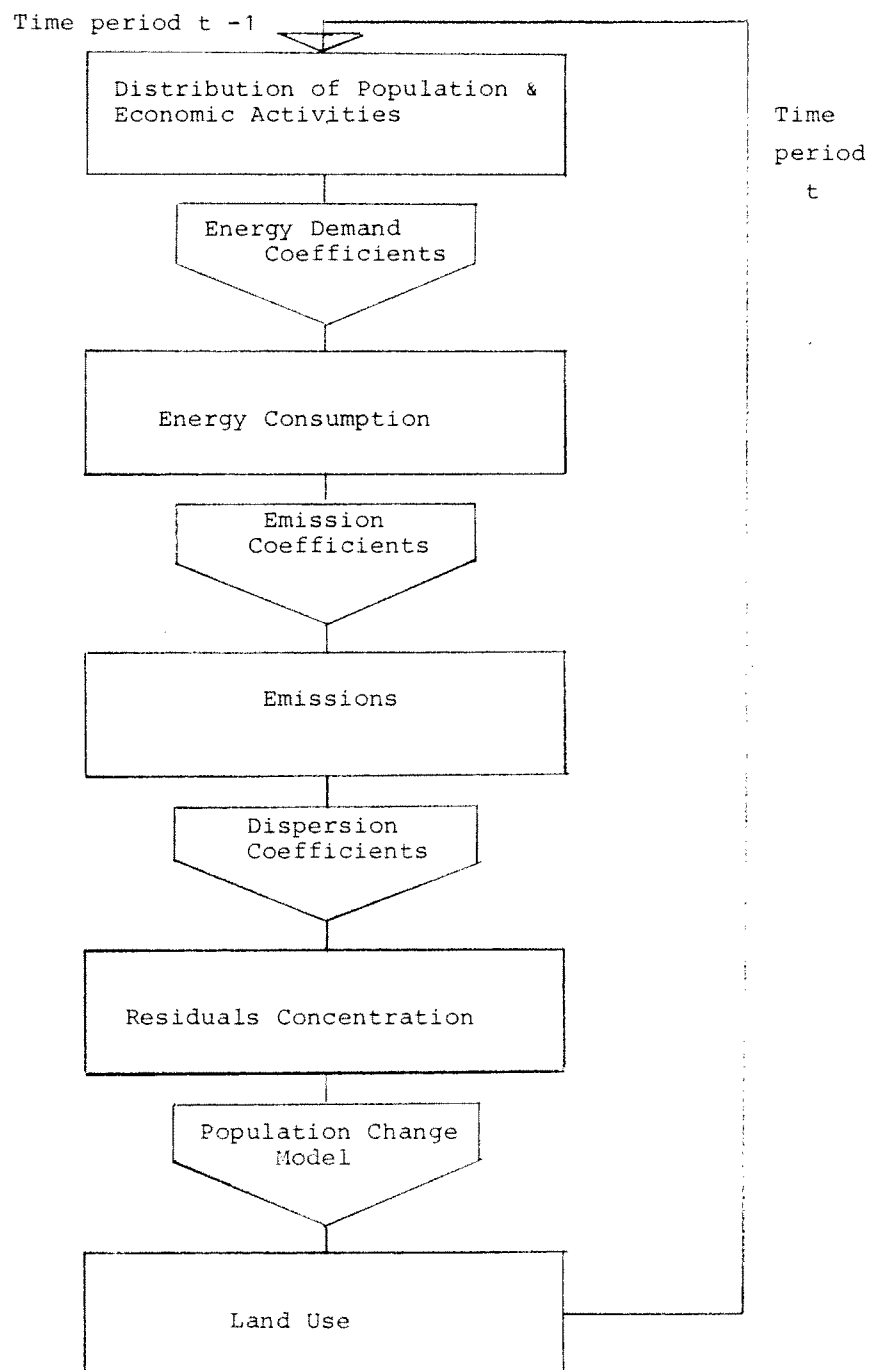 Time period t -1
Distribution of Population &
Economic Activities
Time
period
t
Energy Demand
Coefficients
Energy Consumption
Emission
Coefficients
Emissions
Dispersion
Coefficients
Residuals Concentration
Population Change
Model
Land Use